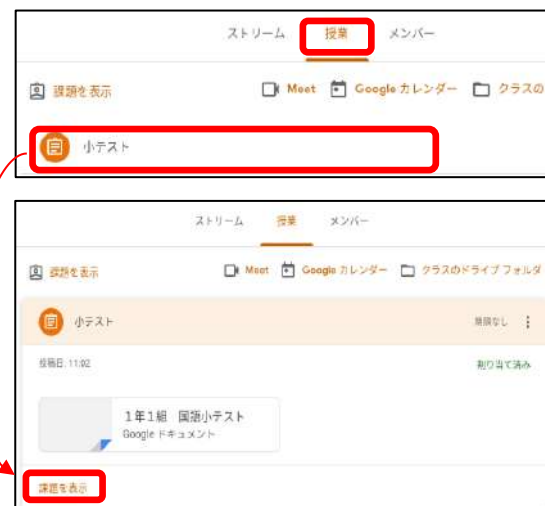 ストリーム 授業 メンバー
課題を表示 Meet Google カレンダー クラスの
小テスト
ストリーム 授業 メンバー
課題を表示 Meet Google カレンダー クラスのドライブ フォルダ
小テスト 期限なし
投稿日: 11:02 割り当て済み
1年1組 国語小テスト
Google ドキュメント
課題を表示